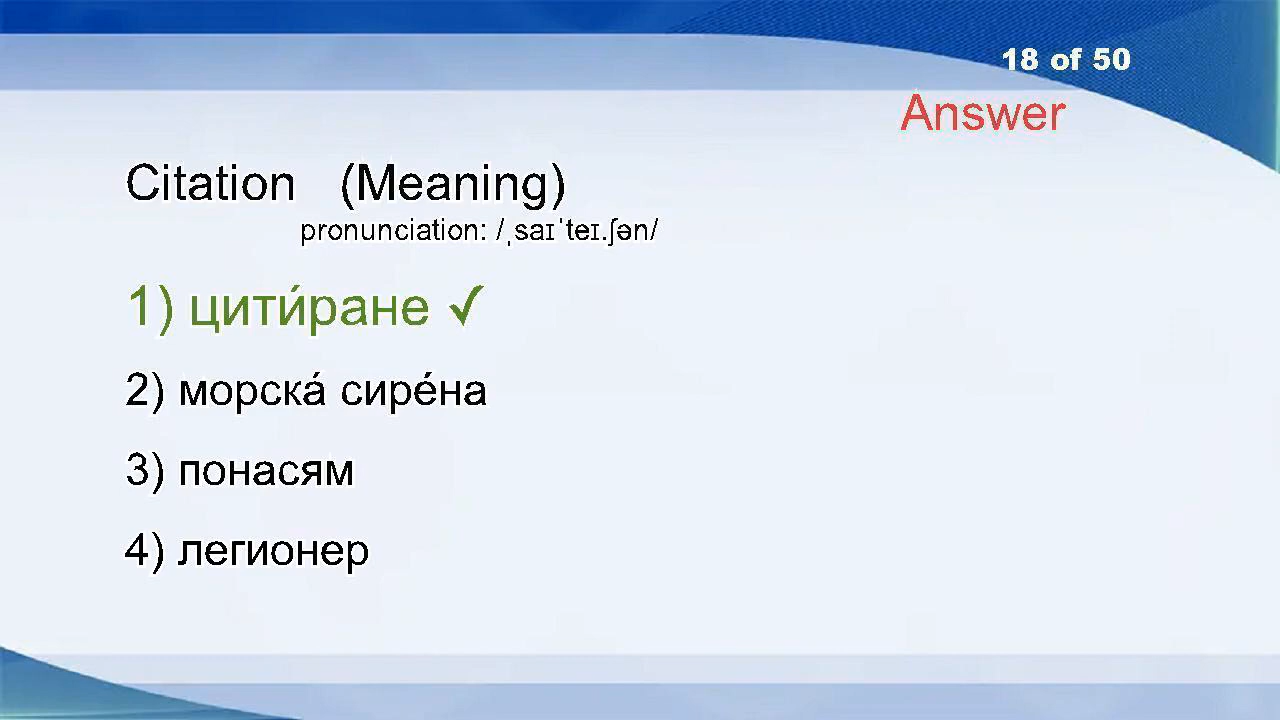 18 of 50
Answer
Citation (Meaning)
pronunciation: /ˌsaɪˈteɪ.ʃən/
1) цити́ране ✓
2) морска́ сире́на
3) понасям
4) легионер